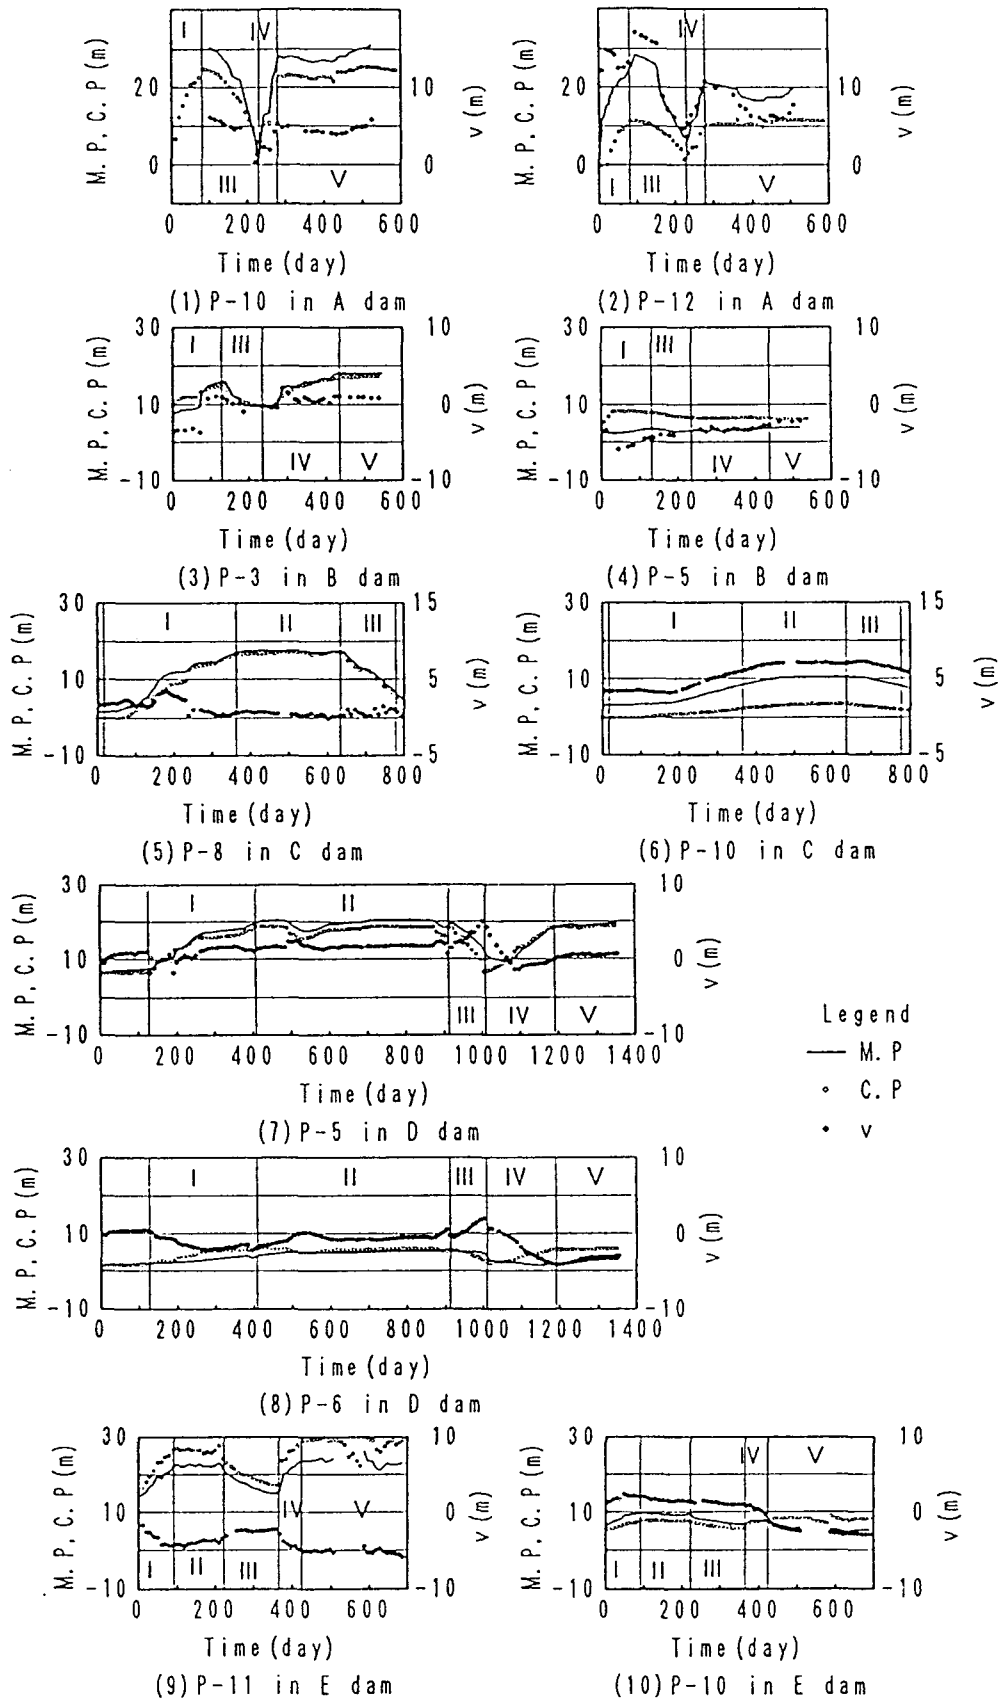 M. P, C. P (m)
20
0
I
IV
III
V
10
0
v (m)
0 200 400 600
Time (day)
(1) P-10 in A dam
M. P, C. P (m)
20
0
IV
I
III
V
10
0
v (m)
0 200 400 600
Time (day)
(2) P-12 in A dam
M. P, C. P (m)
30
10
-10
I
III
IV
V
10
0
-10
v (m)
0 200 400 600
Time (day)
(3) P-3 in B dam
M. P, C. P (m)
30
10
-10
I
III
IV
V
10
0
-10
v (m)
0 200 400 600
Time (day)
(4) P-5 in B dam
M. P, C. P (m)
30
10
-10
I
II
III
15
5
-5
v (m)
0 200 400 600 800
Time (day)
(5) P-8 in C dam
M. P, C. P (m)
30
10
-10
I
II
III
15
5
-5
v (m)
0 200 400 600 800
Time (day)
(6) P-10 in C dam
M. P, C. P (m)
30
10
-10
I
II
III
IV
V
10
0
-10
v (m)
0 200 400 600 800 1000 1200 1400
Time (day)
(7) P-5 in D dam
Legend
M. P
C. P
v
M. P, C. P (m)
30
10
-10
I
II
III
IV
V
10
0
-10
v (m)
0 200 400 600 800 1000 1200 1400
Time (day)
(8) P-6 in D dam
M. P, C. P (m)
30
10
-10
I
II
III
IV
V
10
0
-10
v (m)
0 200 400 600
Time (day)
(9) P-11 in E dam
M. P, C. P (m)
30
10
-10
IV
V
I
II
III
10
0
-10
v (m)
0 200 400 600
Time (day)
(10) P-10 in E dam